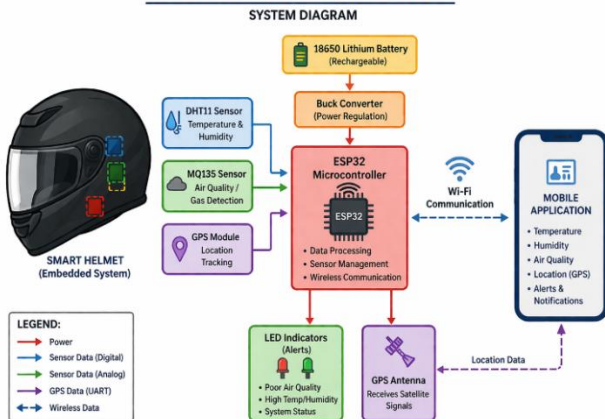 SYSTEM DIAGRAM
18650 Lithium Battery
(Rechargeable)
Buck Converter
(Power Regulation)
DHT11 Sensor
Temperature &
Humidity
MQ135 Sensor
Air Quality /
Gas Detection
GPS Module
Location
Tracking
SMART HELMET
(Embedded System)
ESP32
Microcontroller
ESP32
• Data Processing
• Sensor Management
• Wireless Communication
Wi-Fi
Communication
MOBILE
APPLICATION
• Temperature
• Humidity
• Air Quality
• Location (GPS)
• Alerts &
Notifications
LEGEND:
Power
Sensor Data (Digital)
Sensor Data (Analog)
GPS Data (UART)
Wireless Data
LED Indicators
(Alerts)
• Poor Air Quality
• High Temp/Humidity
• System Status
GPS Antenna
Receives Satellite
Signals
Location Data